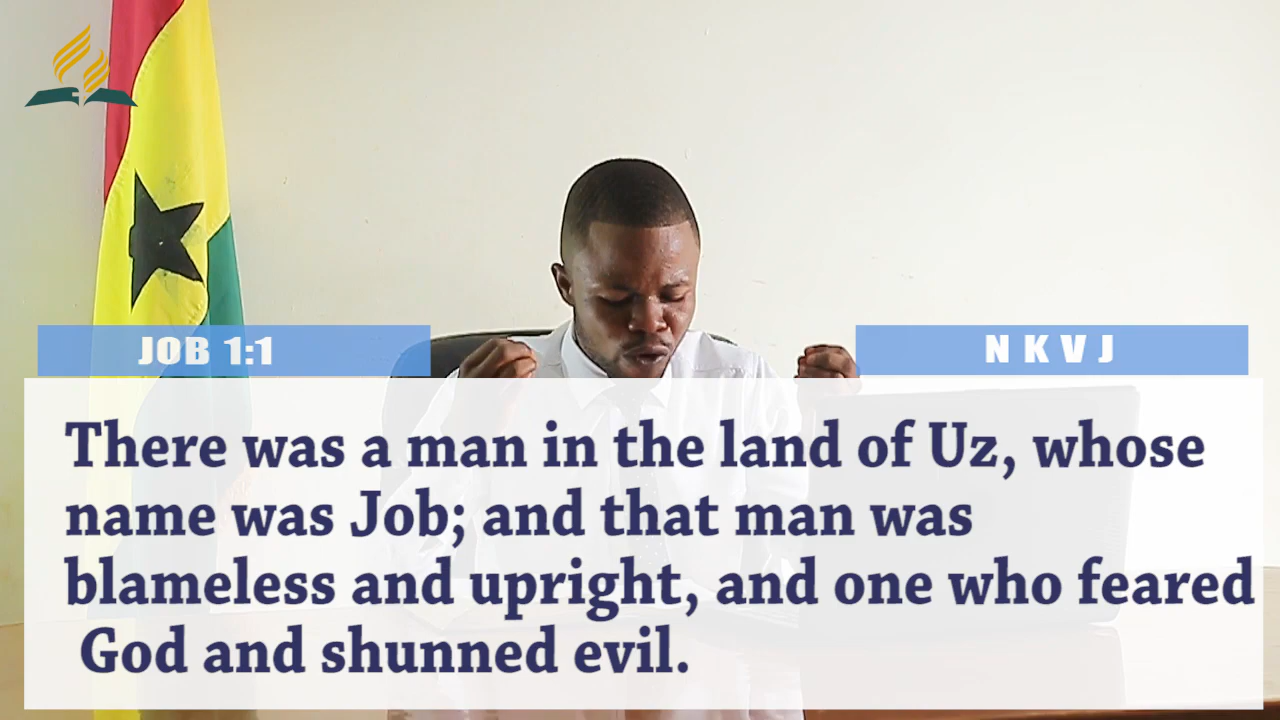 JOB 1:1
N K V J
There was a man in the land of Uz, whose
name was Job; and that man was
blameless and upright, and one who feared
God and shunned evil.